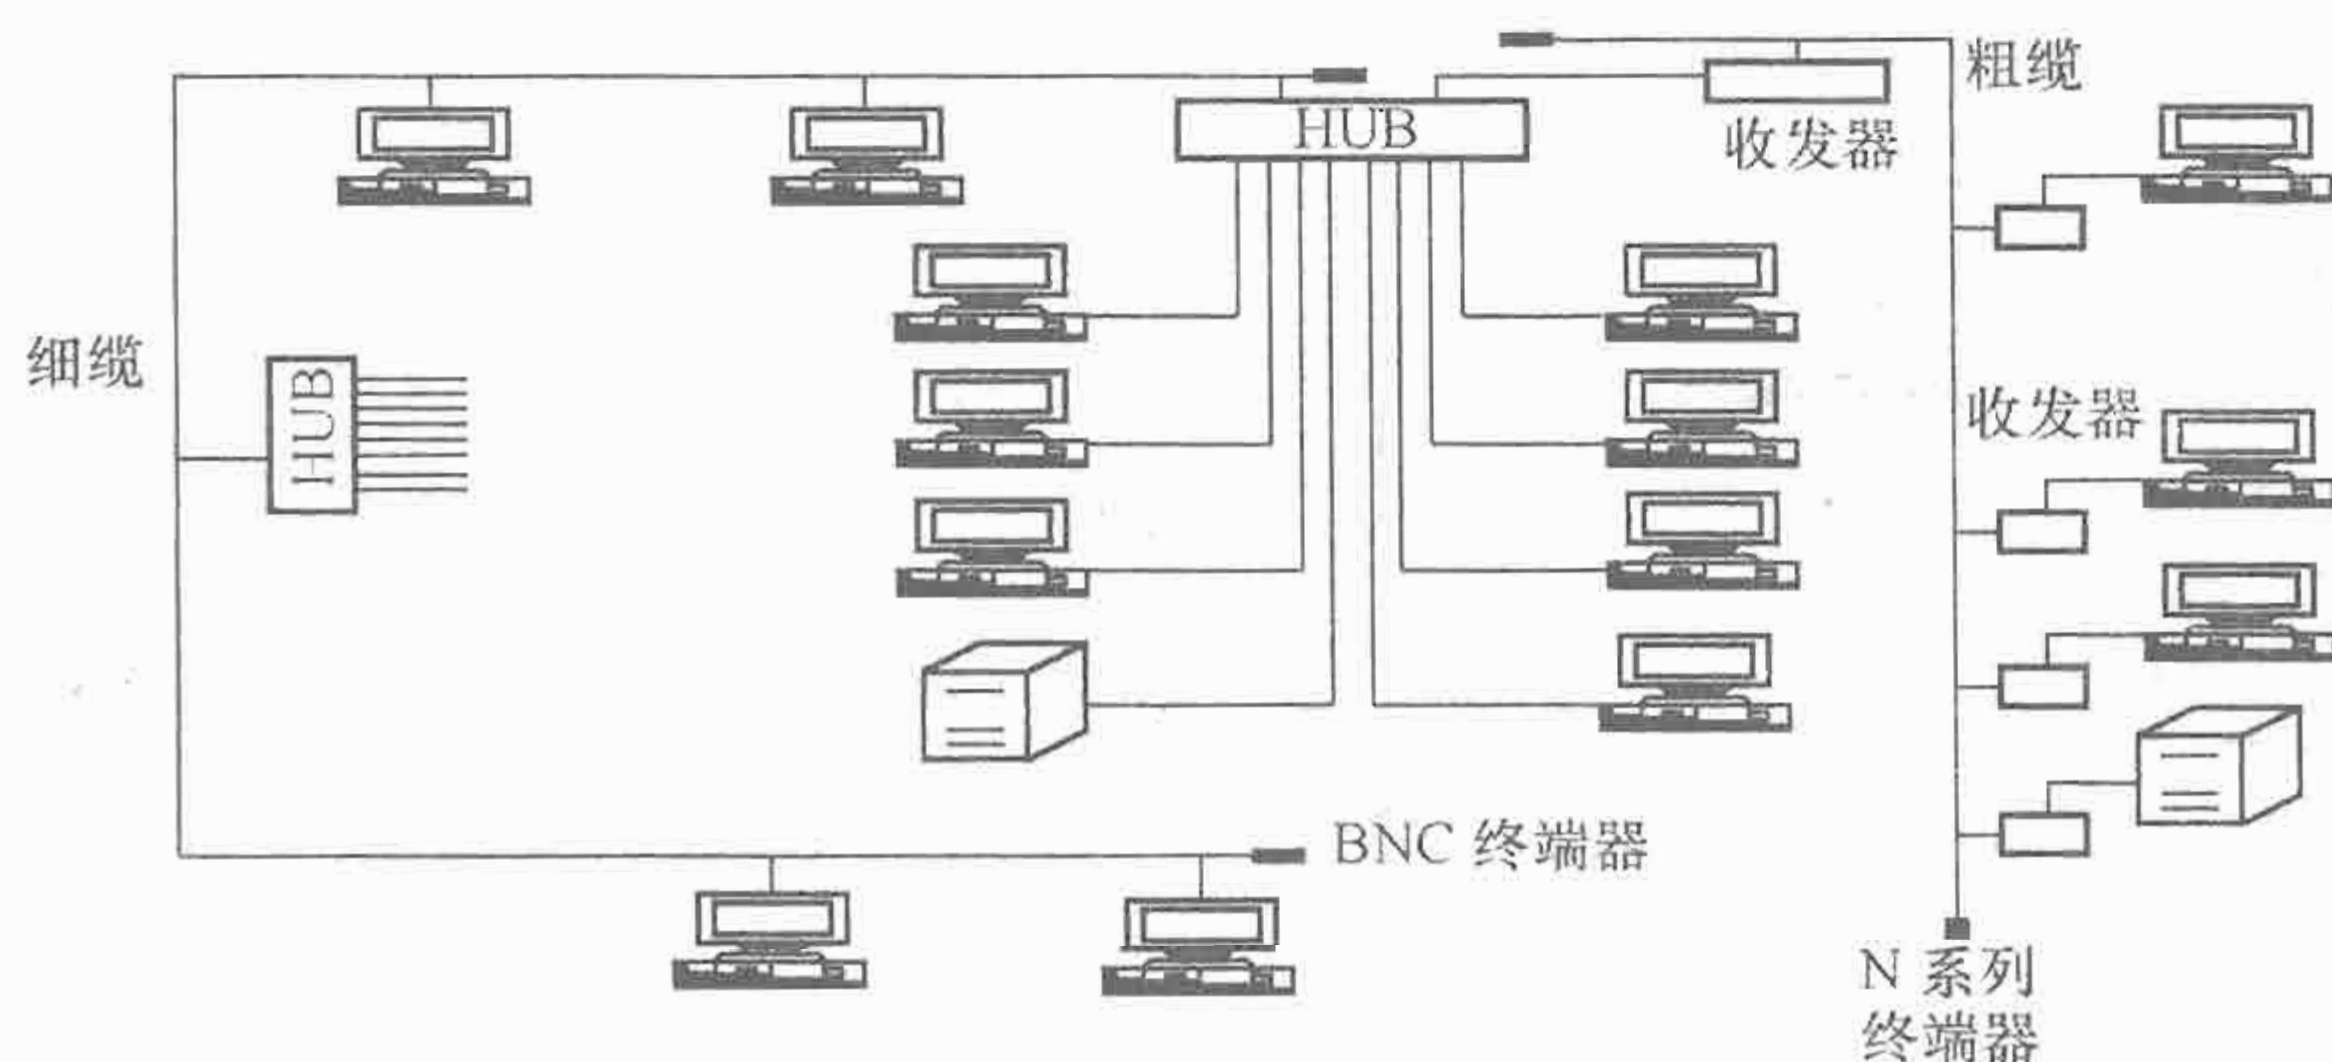 粗缆
HUB
收发器
细缆
HUB
收发器
BNC 终端器
N 系列
终端器